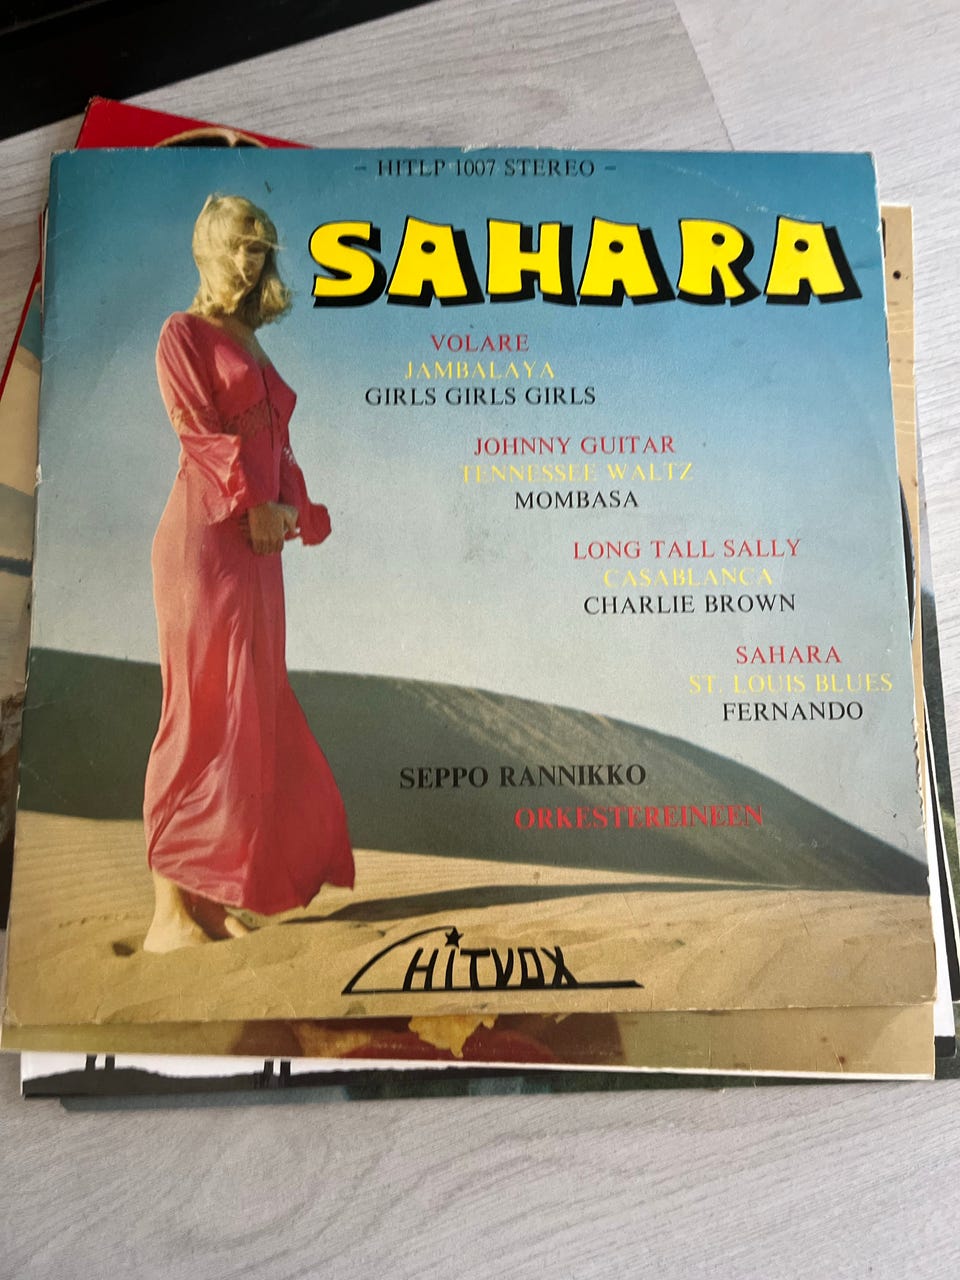 - HITLP 1007 STEREO -
SAHARA
VOLARE
JAMBALAYA
GIRLS GIRLS GIRLS
JOHNNY GUITAR
TENNESSEE WALTZ
MOMBASA
LONG TALL SALLY
CASABLANCA
CHARLIE BROWN
SAHARA
ST. LOUIS BLUES
FERNANDO
SEPPO RANNIKKO
ORKESTEREINEEN
HITVOX